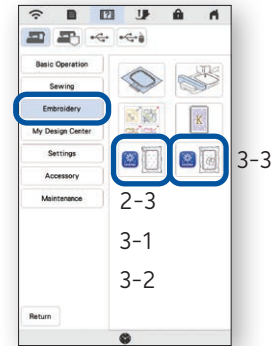 Basic Operation
Sewing
Embroidery
My Design Center
Settings
Accessory
Maintenance
K
3-3
2-3
3-1
3-2
Return